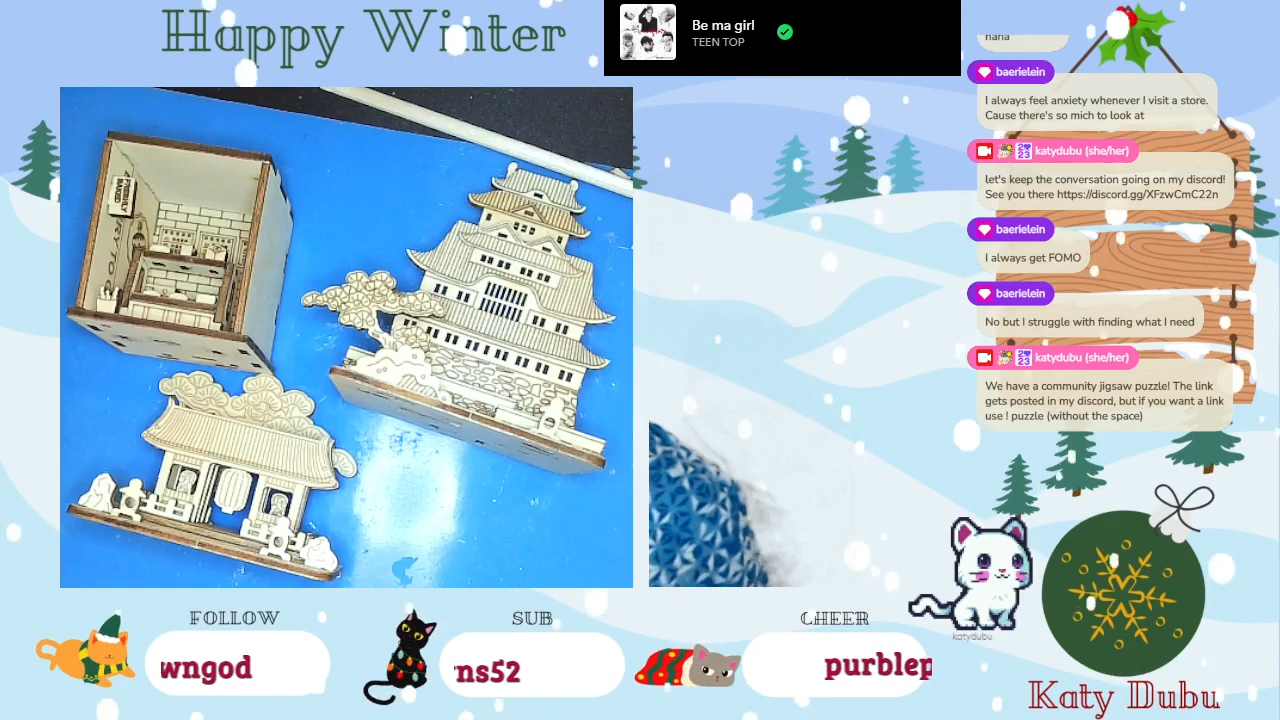 Happy Winter
Be ma girl
TEEN TOP
nana
baerielein
I always feel anxiety whenever I visit a store.
Cause there's so mich to look at
katydubu (she/her)
let's keep the conversation going on my discord!
See you there https://discord.gg/XFzwCmC22n
baerielein
I always get FOMO
baerielein
No but I struggle with finding what I need
katydubu (she/her)
We have a community jigsaw puzzle! The link
gets posted in my discord, but if you want a link
use ! puzzle (without the space)
katydubu
FOLLOW
SUB
CHEER
wngod
ns52
purblep
Katy Dubu